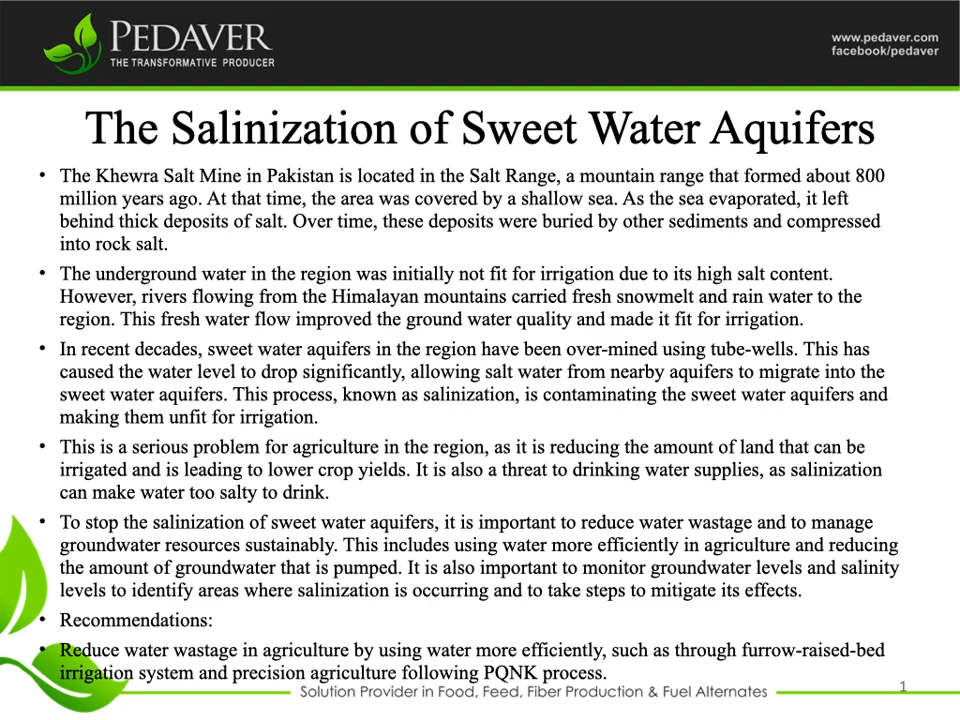 PEDAVER
THE TRANSFORMATIVE PRODUCER
www.pedaver.com
facebook/pedaver
The Salinization of Sweet Water Aquifers
• The Khewra Salt Mine in Pakistan is located in the Salt Range, a mountain range that formed about 800
million years ago. At that time, the area was covered by a shallow sea. As the sea evaporated, it left
behind thick deposits of salt. Over time, these deposits were buried by other sediments and compressed
into rock salt.
• The underground water in the region was initially not fit for irrigation due to its high salt content.
However, rivers flowing from the Himalayan mountains carried fresh snowmelt and rain water to the
region. This fresh water flow improved the ground water quality and made it fit for irrigation.
• In recent decades, sweet water aquifers in the region have been over-mined using tube-wells. This has
caused the water level to drop significantly, allowing salt water from nearby aquifers to migrate into the
sweet water aquifers. This process, known as salinization, is contaminating the sweet water aquifers and
making them unfit for irrigation.
• This is a serious problem for agriculture in the region, as it is reducing the amount of land that can be
irrigated and is leading to lower crop yields. It is also a threat to drinking water supplies, as salinization
can make water too salty to drink.
• To stop the salinization of sweet water aquifers, it is important to reduce water wastage and to manage
groundwater resources sustainably. This includes using water more efficiently in agriculture and reducing
the amount of groundwater that is pumped. It is also important to monitor groundwater levels and salinity
levels to identify areas where salinization is occurring and to take steps to mitigate its effects.
• Recommendations:
• Reduce water wastage in agriculture by using water more efficiently, such as through furrow-raised-bed
irrigation system and precision agriculture following PQNK process.
Solution Provider in Food, Feed, Fiber Production & Fuel Alternates
1